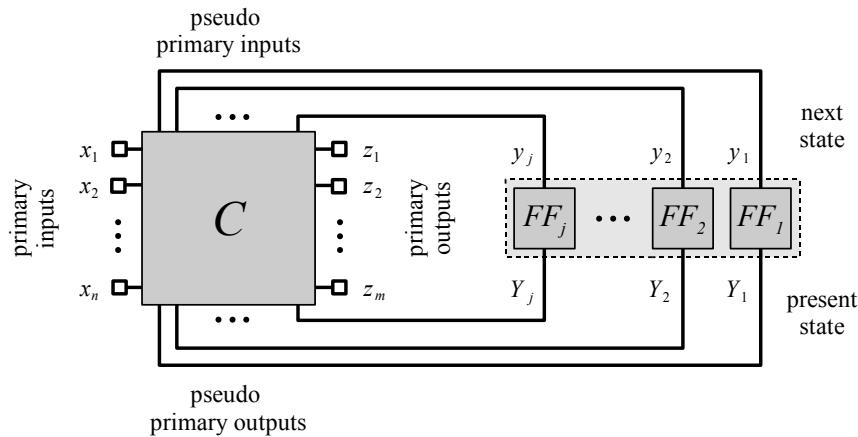 pseudo
primary inputs
next
state
x1 z1 yj y2 y1
x2 z2
primary
inputs
C
primary
outputs
FFj FF2 FF1
xn zm Yj Y2 Y1
present
state
pseudo
primary outputs